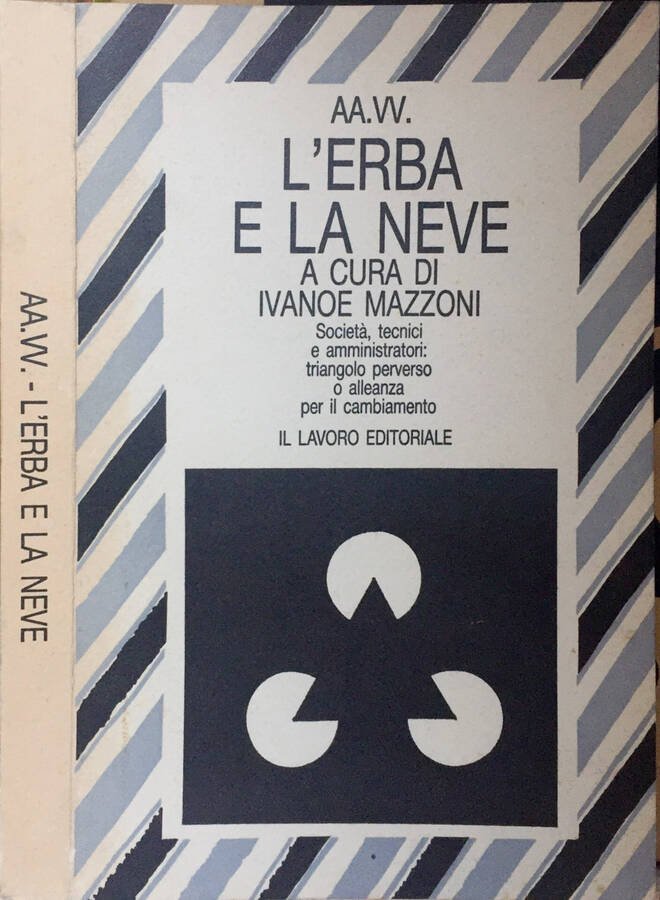 AA.VV.
L'ERBA
E LA NEVE
A CURA DI
IVANOE MAZZONI
Società, tecnici
e amministratori:
triangolo perverso
o alleanza
per il cambiamento
IL LAVORO EDITORIALE
AA.VV. - L'ERBA E LA NEVE